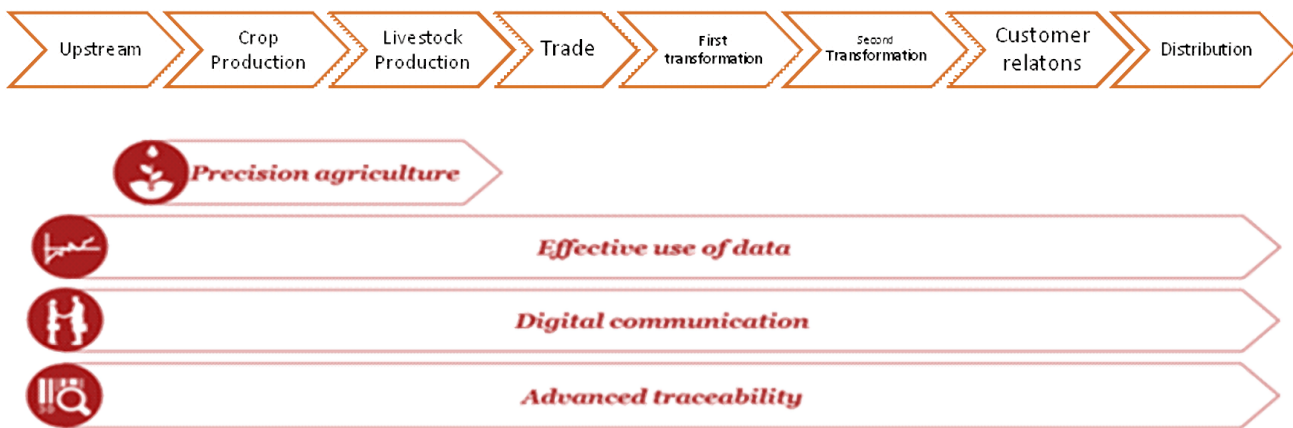 Upstream
Crop
Production
Livestock
Production
Trade
First
transformation
Second
Transformation
Customer
relatons
Distribution
Precision agriculture
Effective use of data
Digital communication
Advanced traceability